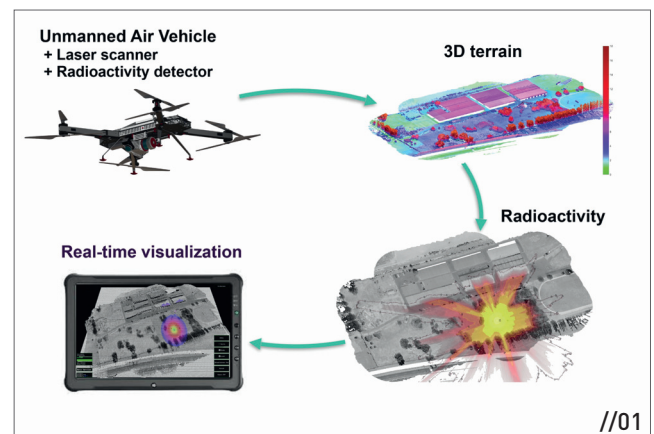 Unmanned Air Vehicle
+ Laser scanner
+ Radioactivity detector
3D terrain
Radioactivity
Real-time visualization
//01